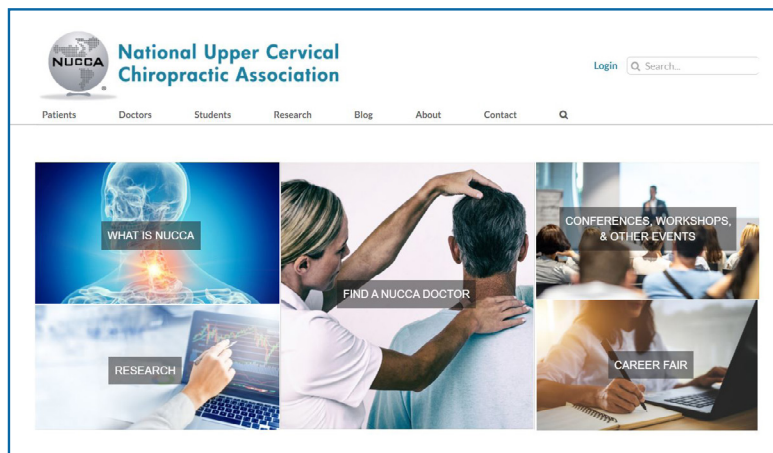 NUCCA
National Upper Cervical
Chiropractic Association
Login
Search...
Patients Doctors Students Research Blog About Contact
WHAT IS NUCCA
FIND A NUCCA DOCTOR
CONFERENCES, WORKSHOPS,
& OTHER EVENTS
RESEARCH
CAREER FAIR